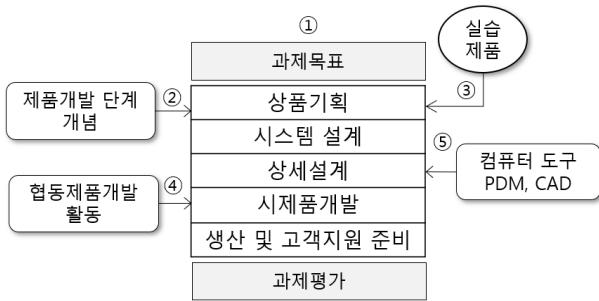 ①
실습
제품
과제목표
③
제품개발 단계
개념
②
상품기획
시스템 설계
⑤
상세설계
컴퓨터 도구
PDM, CAD
협동제품개발
활동
④
시제품개발
생산 및 고객지원 준비
과제평가